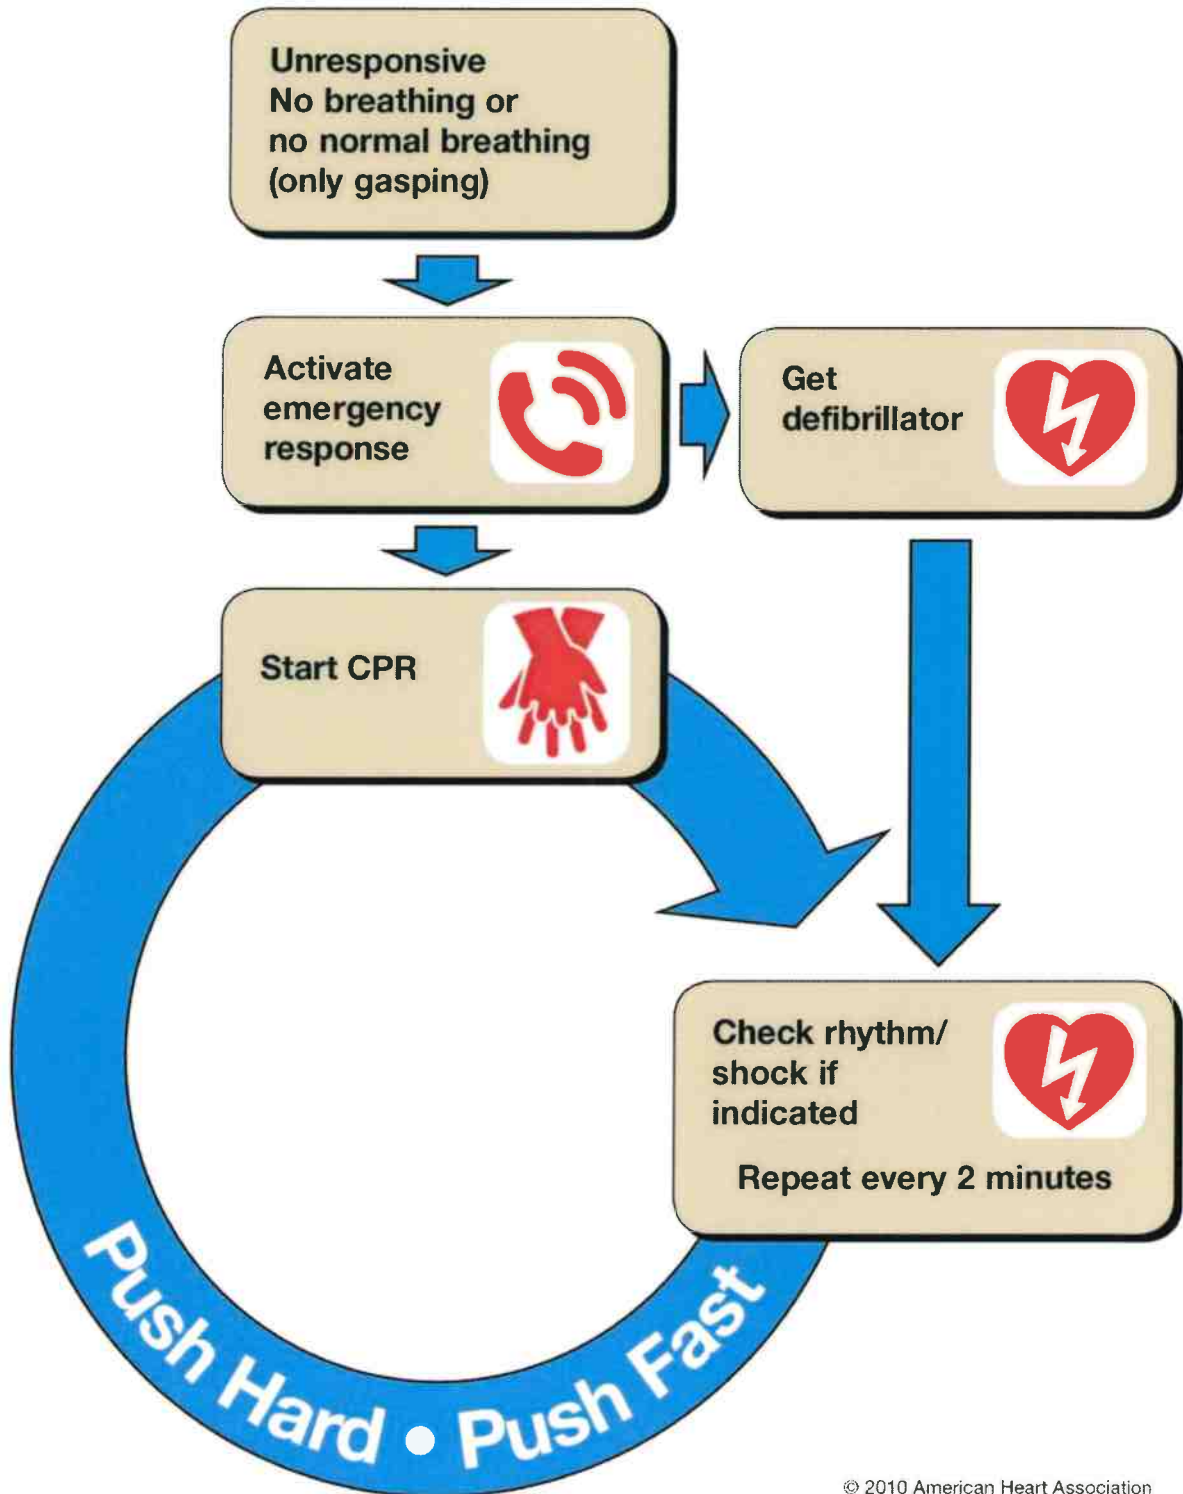 Unresponsive
No breathing or
no normal breathing
(only gasping)
Activate
emergency
response
Get
defibrillator
Start CPR
Check rhythm/
shock if
indicated
Repeat every 2 minutes
Push Hard • Push Fast
© 2010 American Heart Association